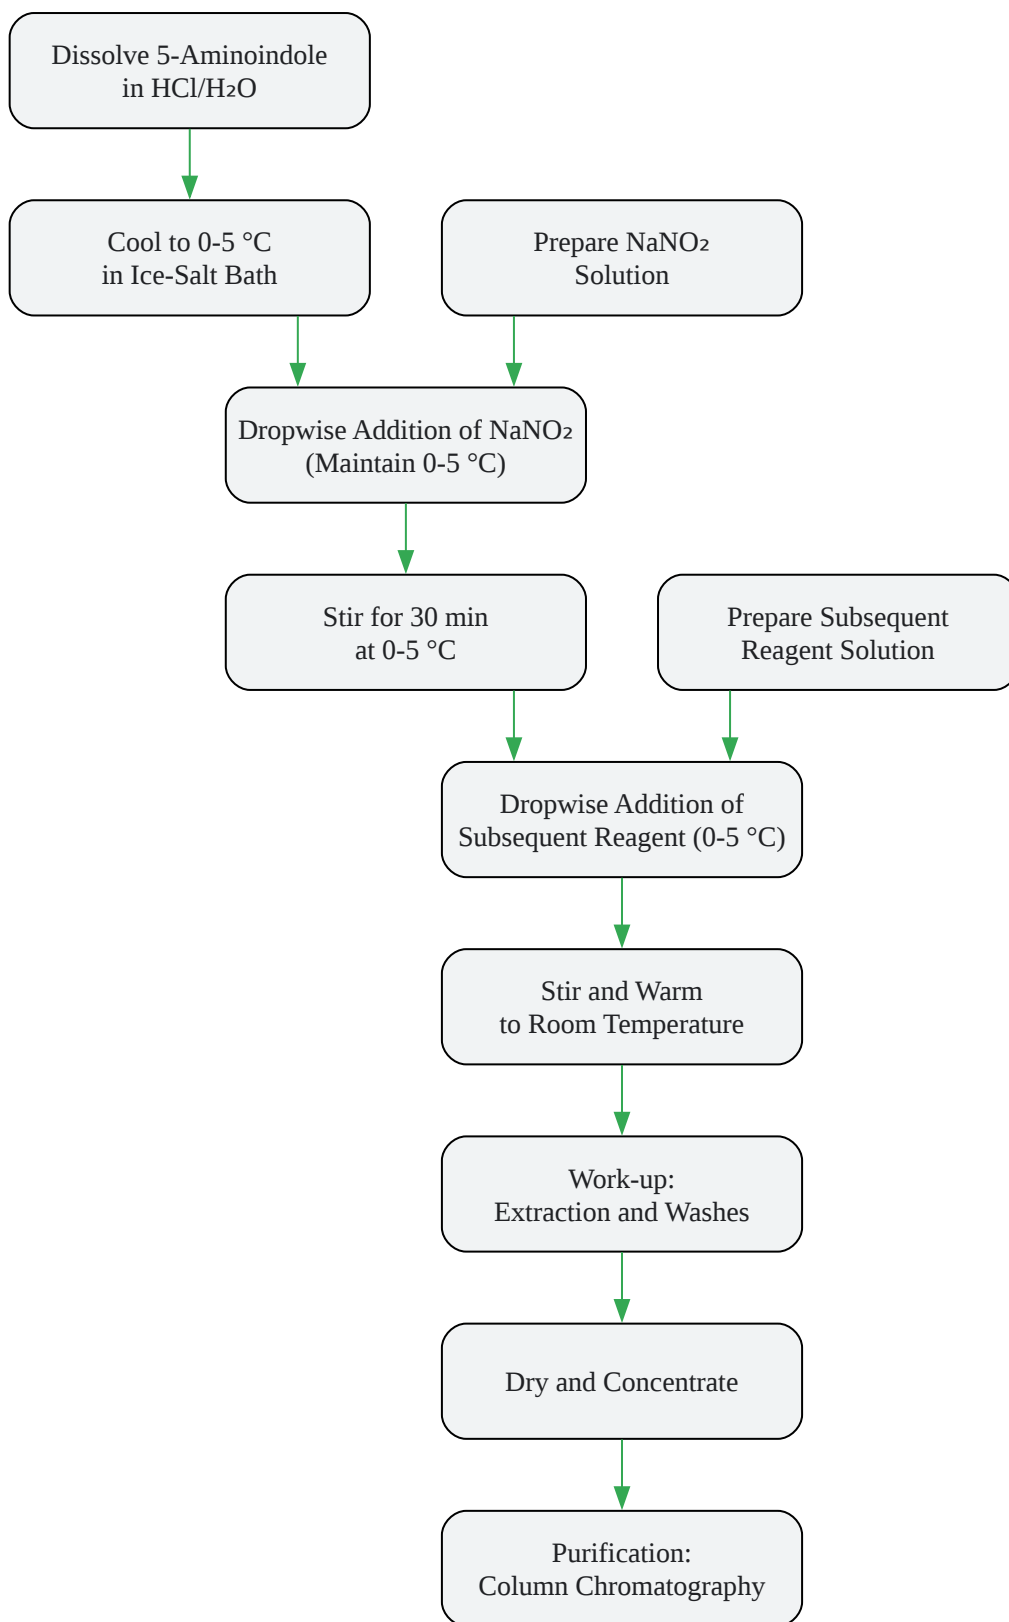 Dissolve 5-Aminoindole
in HCl/H₂O
Cool to 0-5 °C
in Ice-Salt Bath
Prepare NaNO₂
Solution
Dropwise Addition of NaNO₂
(Maintain 0-5 °C)
Stir for 30 min
at 0-5 °C
Prepare Subsequent
Reagent Solution
Dropwise Addition of
Subsequent Reagent (0-5 °C)
Stir and Warm
to Room Temperature
Work-up:
Extraction and Washes
Dry and Concentrate
Purification:
Column Chromatography